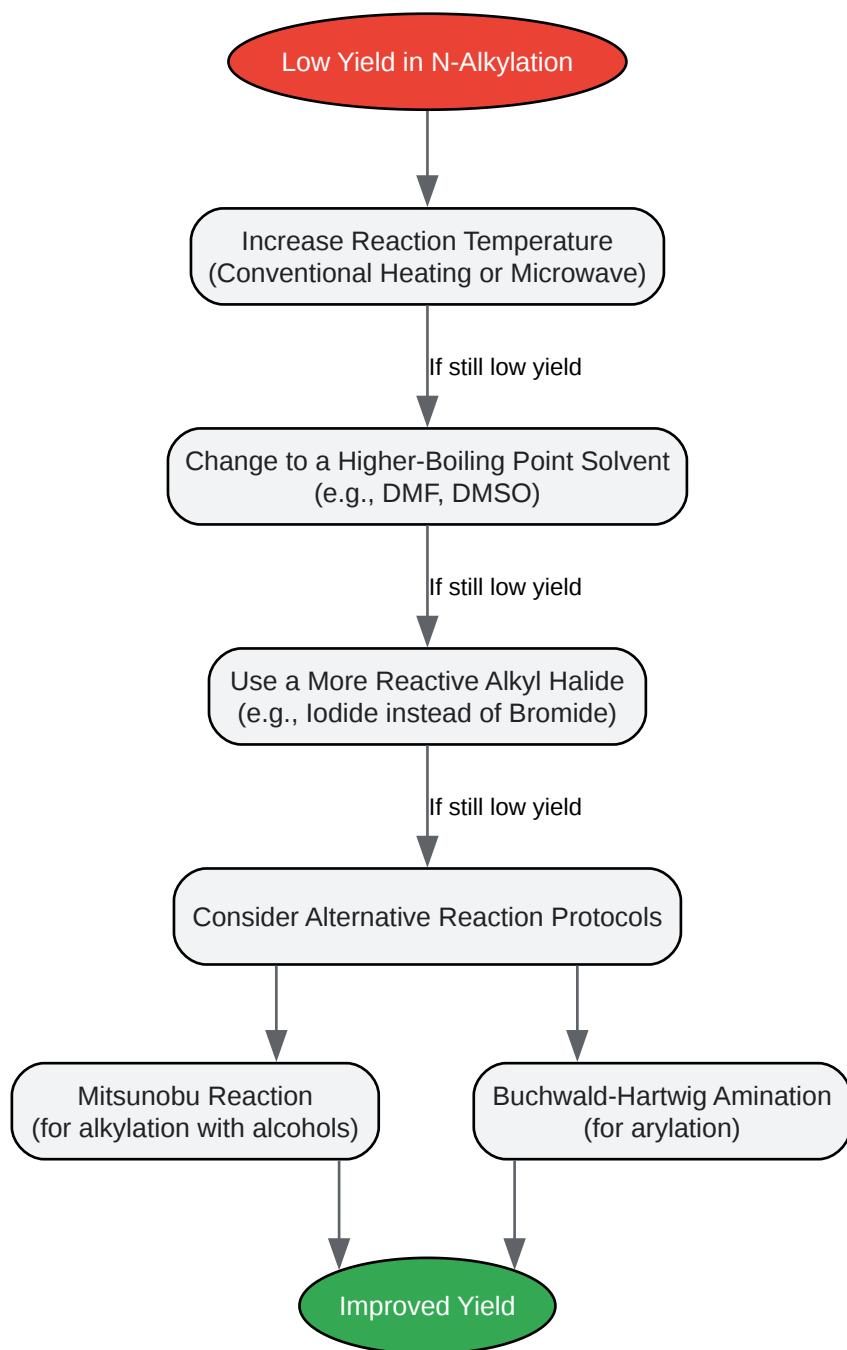 Low Yield in N-Alkylation
Increase Reaction Temperature
(Conventional Heating or Microwave)
If still low yield
Change to a Higher-Boiling Point Solvent
(e.g., DMF, DMSO)
If still low yield
Use a More Reactive Alkyl Halide
(e.g., Iodide instead of Bromide)
If still low yield
Consider Alternative Reaction Protocols
Mitsunobu Reaction
(for alkylation with alcohols)
Buchwald-Hartwig Amination
(for arylation)
Improved Yield